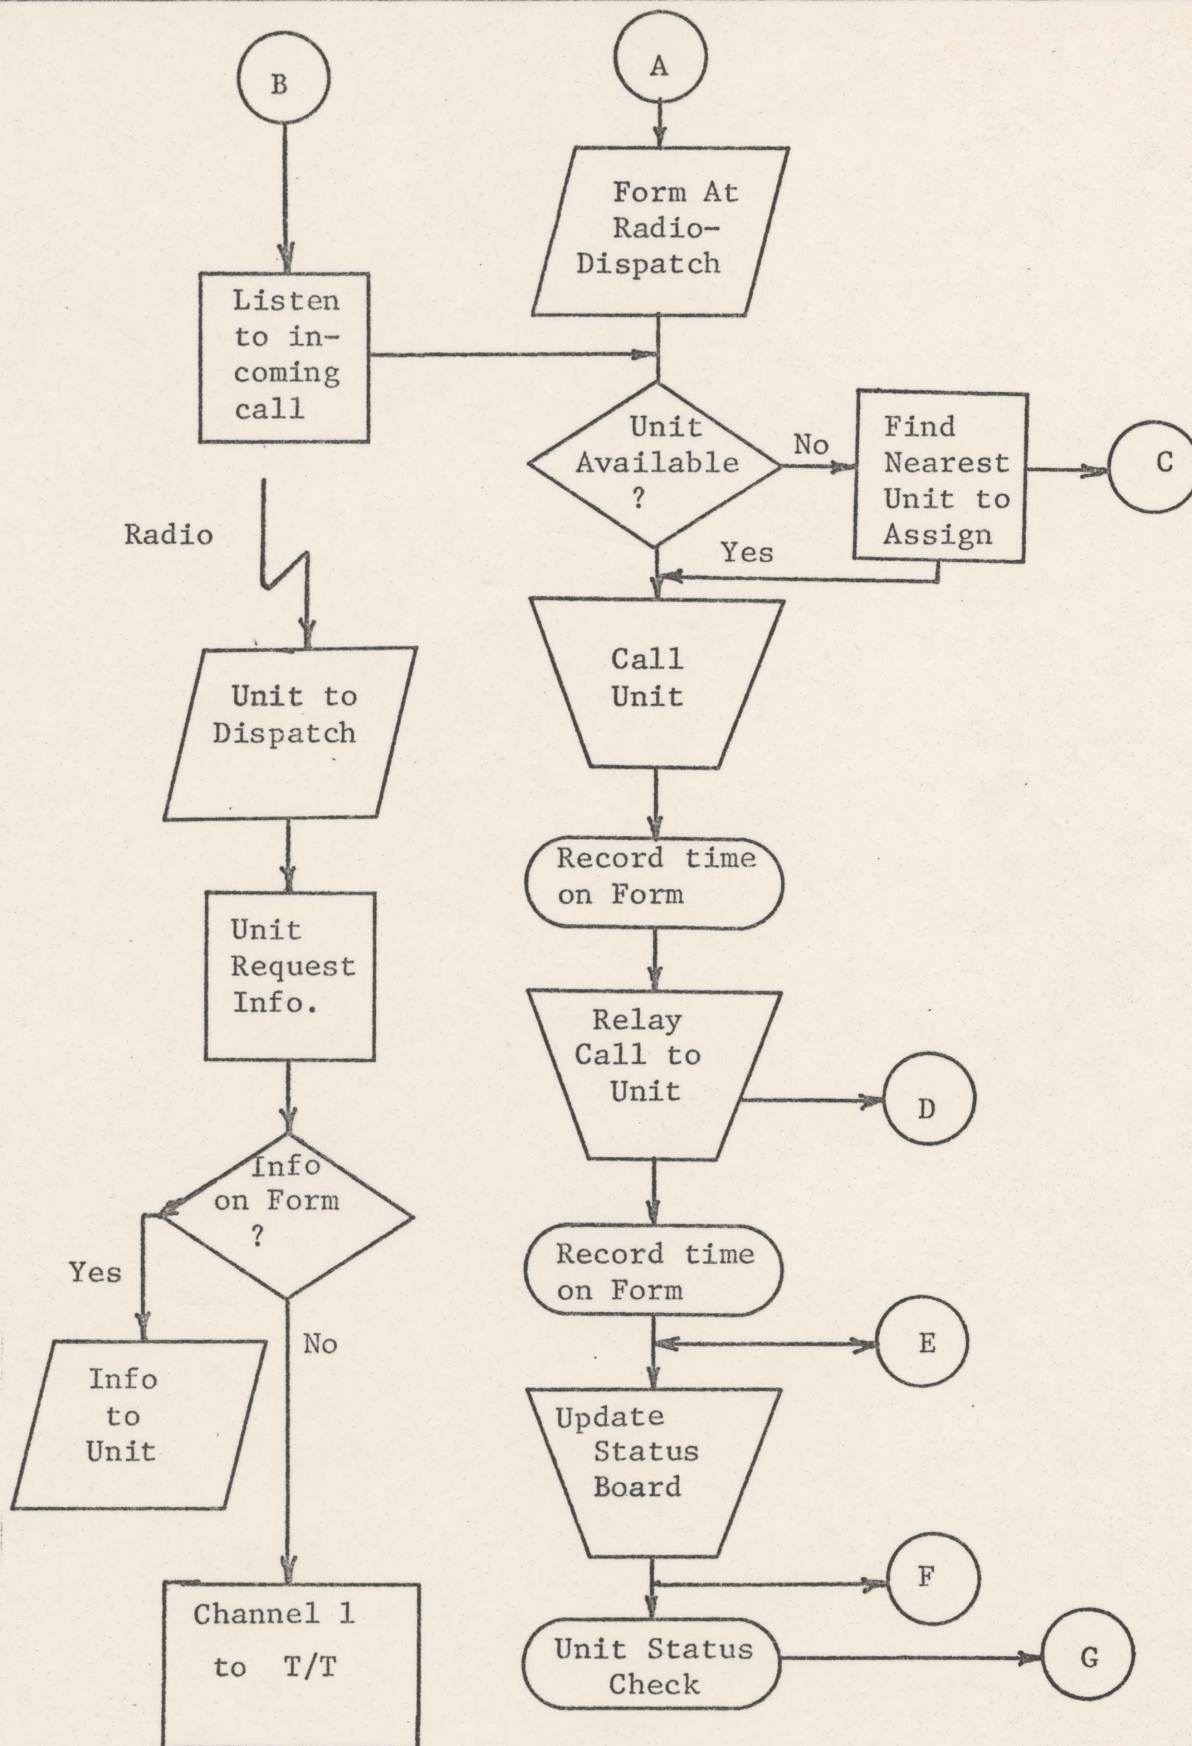 B
A
Form At
Radio-
Dispatch
Listen
to in-
coming
call
Unit
Available
?
No
Find
Nearest
Unit to
Assign
C
Yes
Radio
Call
Unit
Unit to
Dispatch
Record time
on Form
Unit
Request
Info.
Relay
Call to
Unit
D
Info
on Form
?
Yes
No
Record time
on Form
E
Info
to
Unit
Update
Status
Board
F
Channel 1
to T/T
Unit Status
Check
G